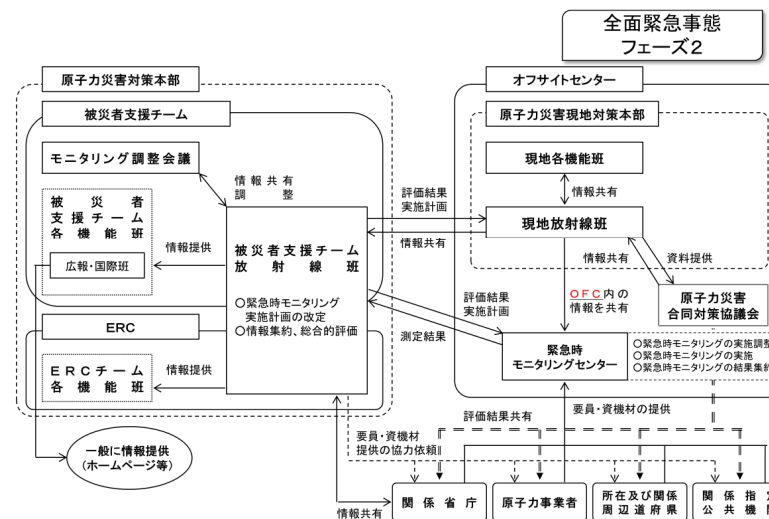 全面緊急事態
フェーズ2
原子力災害対策本部
被災者支援チーム
モニタリング調整会議
情報共有
調整
被災者
支援チーム
各機能班
広報・国際班
情報提供
被災者支援チーム
放射線班
○緊急時モニタリング
実施計画の改定
○情報集約、総合的評価
ERC
ERCチーム
各機能班
情報提供
一般に情報提供
(ホームページ等)
評価結果
実施計画
情報共有
評価結果
実施計画
測定結果
オフサイトセンター
原子力災害現地対策本部
現地各機能班
情報共有
現地放射線班
情報共有
資料提供
OFC内の
情報を共有
原子力災害
合同対策協議会
緊急時
モニタリングセンター
○緊急時モニタリングの実施調整
○緊急時モニタリングの実施
○緊急時モニタリングの結果集約
要員・資機材の提供
評価結果共有
要員・資機材
提供の協力依頼
情報共有
関係省庁
原子力事業者
所在及び関係
周辺道府県
関係指定
公共機関